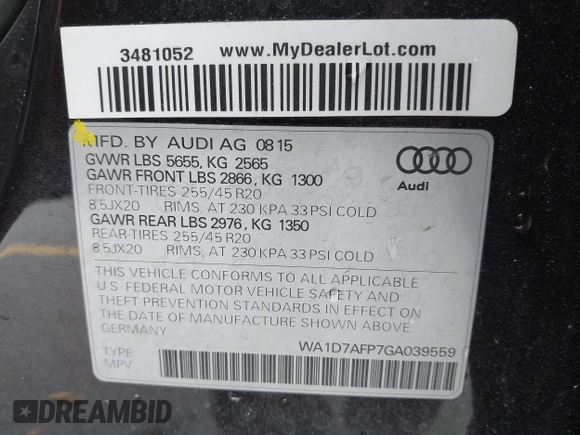 3481052 www.MyDealerLot.com
MFD. BY AUDI AG 08 15
GVWR LBS 5655, KG 2565
GAWR FRONT LBS 2866, KG 1300
FRONT-TIRES 255/45 R20
8,5JX20 RIMS, AT 230 KPA 33 PSI COLD
GAWR REAR LBS 2976, KG 1350
REAR-TIRES 255/45 R20
8,5JX20 RIMS, AT 230 KPA 33 PSI COLD
Audi
THIS VEHICLE CONFORMS TO ALL APPLICABLE
U.S. FEDERAL MOTOR VEHICLE SAFETY AND
THEFT PREVENTION STANDARDS IN EFFECT ON
THE DATE OF MANUFACTURE SHOWN ABOVE.
GERMANY
WA1D7AFP7GA039559
TYPE:
MPV
DREAMBID